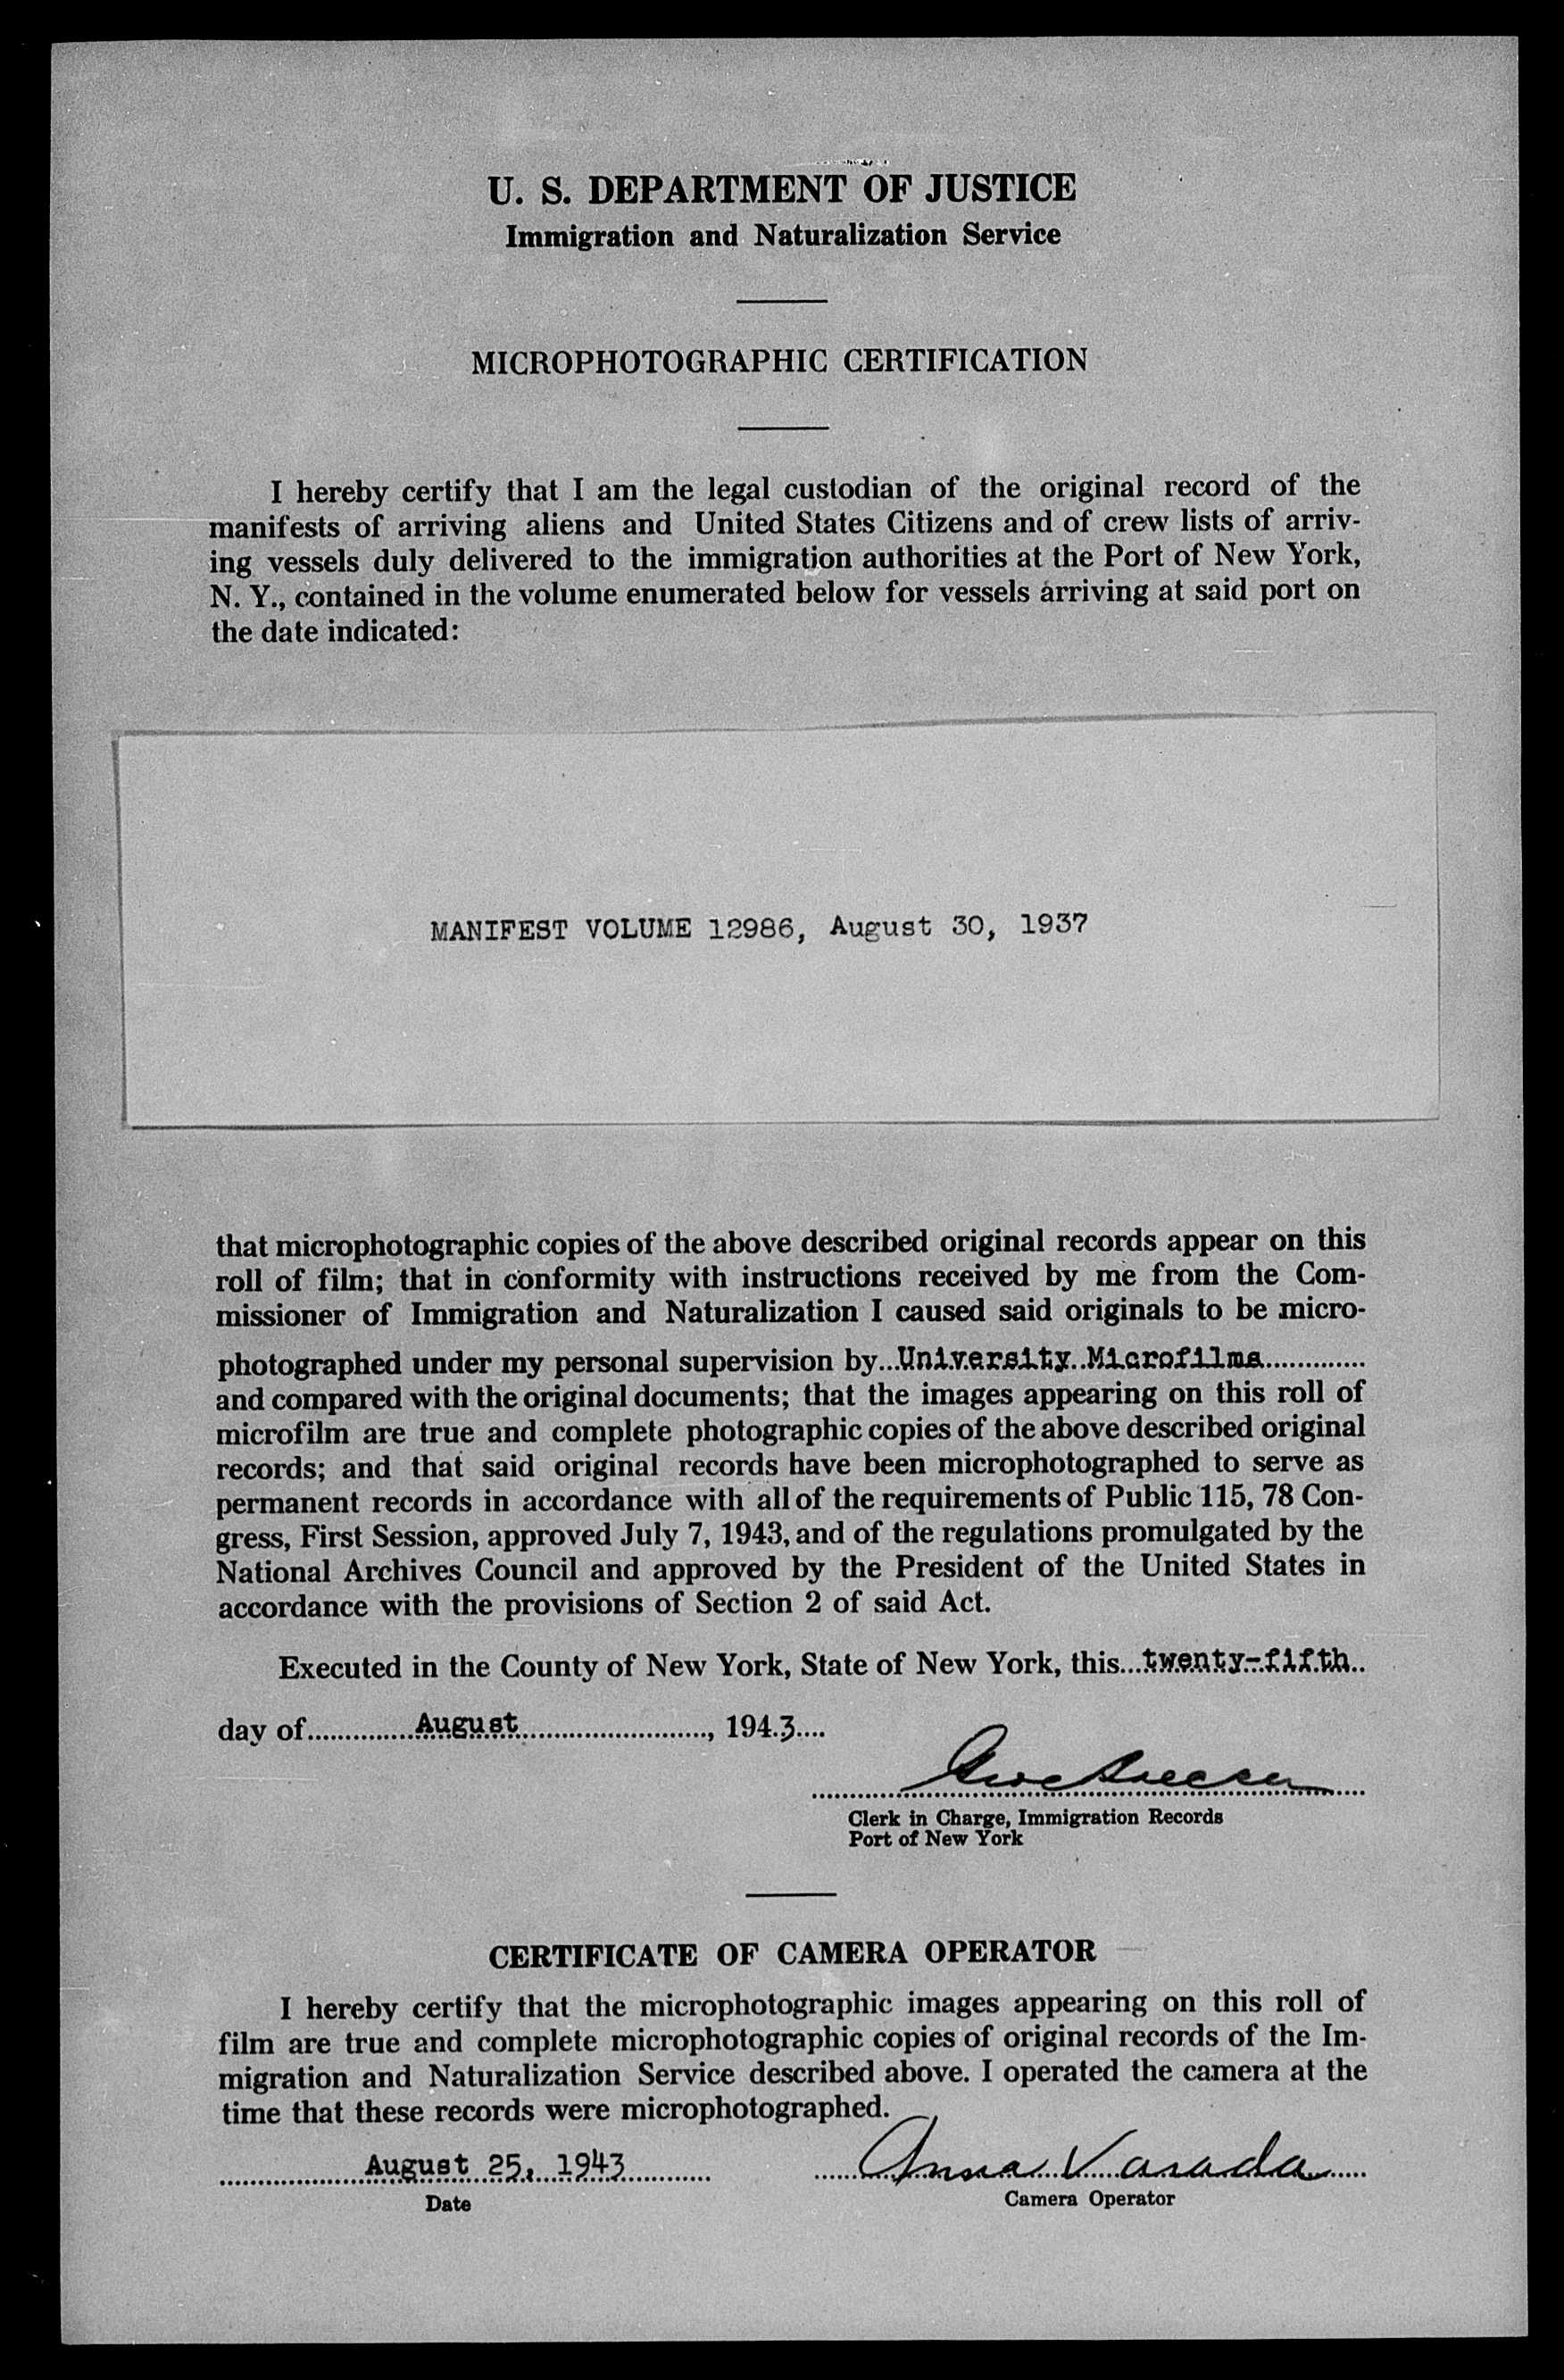 U. S. DEPARTMENT OF JUSTICE
Immigration and Naturalization Service
MICROPHOTOGRAPHIC CERTIFICATION
I hereby certify that I am the legal custodian of the original record of the
manifests of arriving aliens and United States Citizens and of crew lists of arriv-
ing vessels duly delivered to the immigration authorities at the Port of New York,
N. Y., contained in the volume enumerated below for vessels arriving at said port on
the date indicated:
MANIFEST VOLUME 12986, August 30, 1937
that microphotographic copies of the above described original records appear on this
roll of film; that in conformity with instructions received by me from the Com-
missioner of Immigration and Naturalization I caused said originals to be micro-
photographed under my personal supervision by...University Microfilms..............
and compared with the original documents; that the images appearing on this roll of
microfilm are true and complete photographic copies of the above described original
records; and that said original records have been microphotographed to serve as
permanent records in accordance with all of the requirements of Public 115, 78 Con-
gress, First Session, approved July 7, 1943, and of the regulations promulgated by the
National Archives Council and approved by the President of the United States in
accordance with the provisions of Section 2 of said Act.
Executed in the County of New York, State of New York, this...twenty-fifth..
day of..............August........................., 194.3....
Clerk in Charge, Immigration Records
Port of New York
CERTIFICATE OF CAMERA OPERATOR
I hereby certify that the microphotographic images appearing on this roll of
film are true and complete microphotographic copies of original records of the Im-
migration and Naturalization Service described above. I operated the camera at the
time that these records were microphotographed.
August 25, 1943 Anna Varada
Date Camera Operator